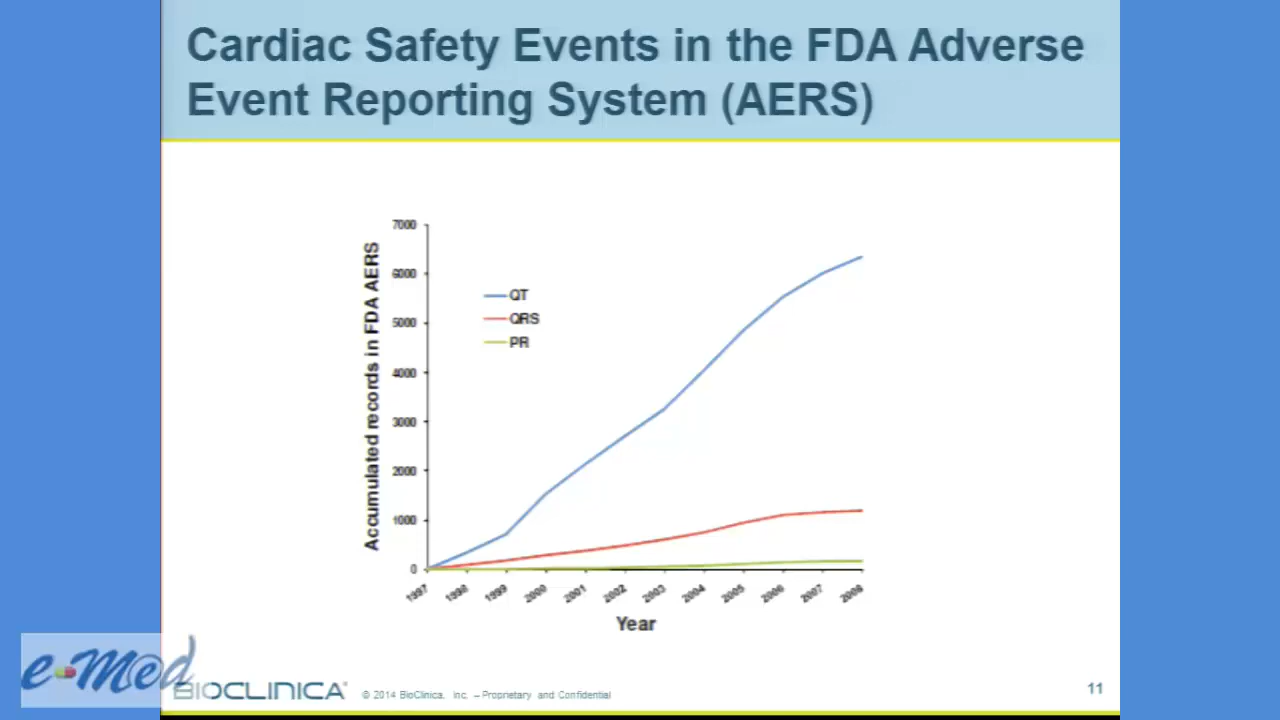 Cardiac Safety Events in the FDA Adverse
Event Reporting System (AERS)
Accumulated records in FDA AERS
7000
6000
5000
4000
3000
2000
1000
0
QT
QRS
PR
1997
1998
1999
2000
2001
2002
2003
2004
2005
2006
2007
2008
Year
e-Med
BIOCLINICA
© 2014 BioClinica, Inc. – Proprietary and Confidential
11